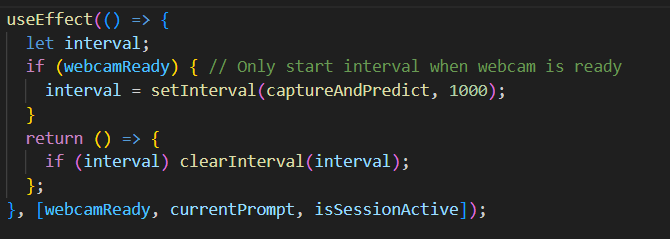 useEffect(() => {
  let interval;
  if (webcamReady) { // Only start interval when webcam is ready
    interval = setInterval(captureAndPredict, 1000);
  }
  return () => {
    if (interval) clearInterval(interval);
  };
}, [webcamReady, currentPrompt, isSessionActive]);